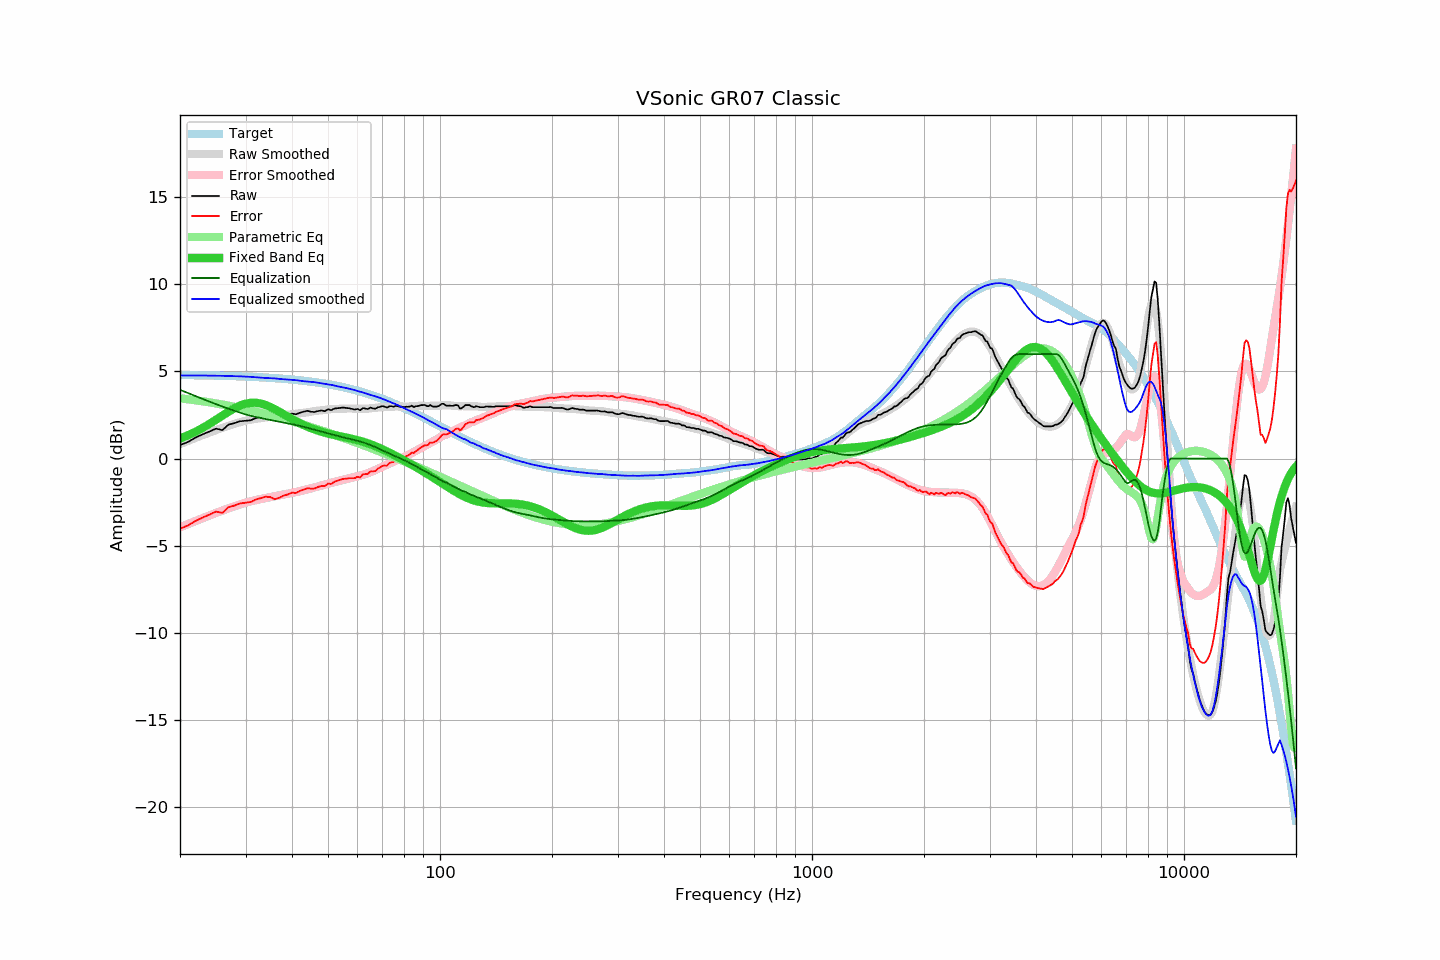 VSonic GR07 Classic
Target
Raw Smoothed
Error Smoothed
Raw
Error
Parametric Eq
Fixed Band Eq
Equalization
Equalized smoothed
Amplitude (dBr)
15
10
5
0
−5
−10
−15
−20
100
1000
10000
Frequency (Hz)